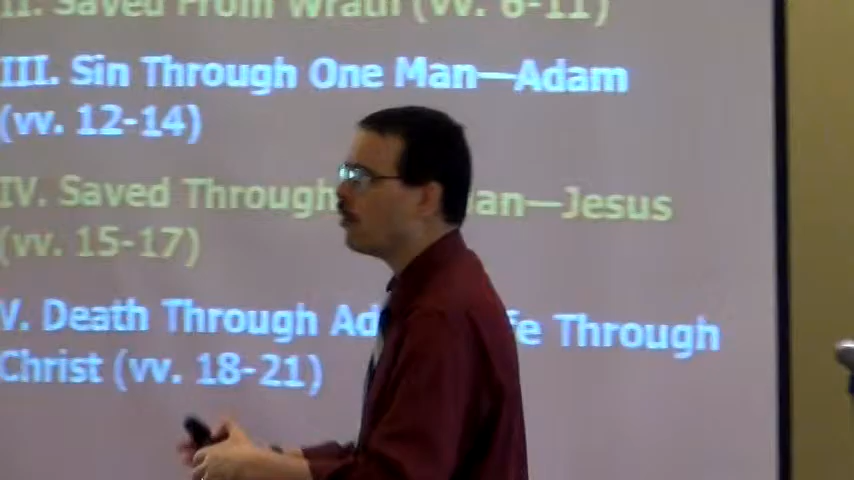 II. Saved From Wrath (vv. 6-11)
III. Sin Through One Man—Adam
(vv. 12-14)
IV. Saved Through an—Jesus
(vv. 15-17)
V. Death Through Ad fe Through
Christ (vv. 18-21)